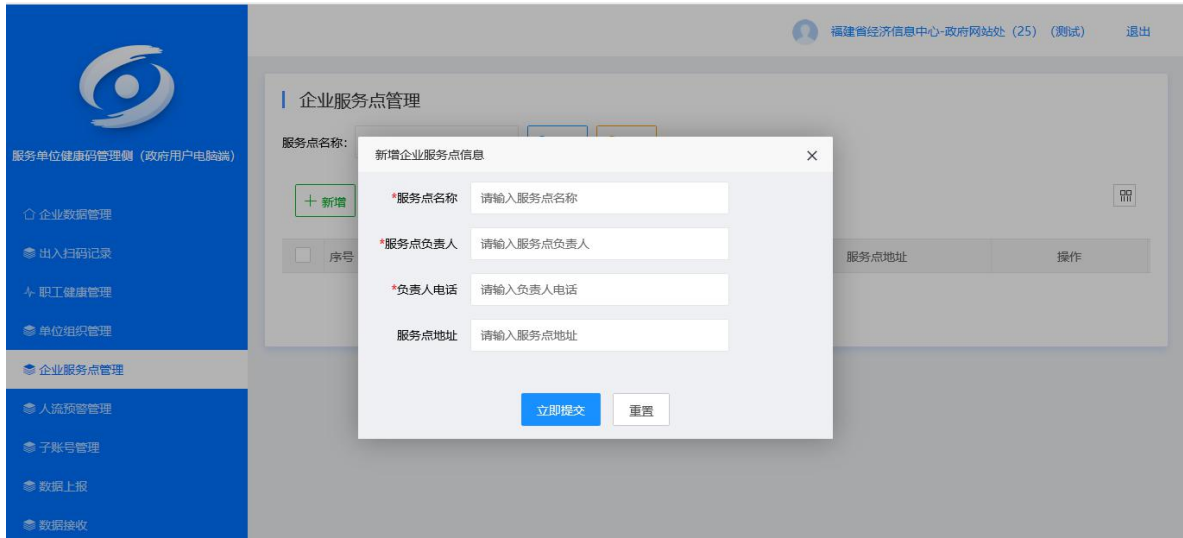 福建省经济信息中心-政府网站处（25）（测试） 退出
服务单位健康码管理侧（政府用户电脑端）
企业数据管理
出入扫码记录
职工健康管理
单位组织管理
企业服务点管理
人流预警管理
子账号管理
数据上报
数据接收
企业服务点管理
服务点名称:
+ 新增
序号 服务点地址 操作
新增企业服务点信息
*服务点名称 请输入服务点名称
*服务点负责人 请输入服务点负责人
*负责人电话 请输入负责人电话
服务点地址 请输入服务点地址
立即提交 重置